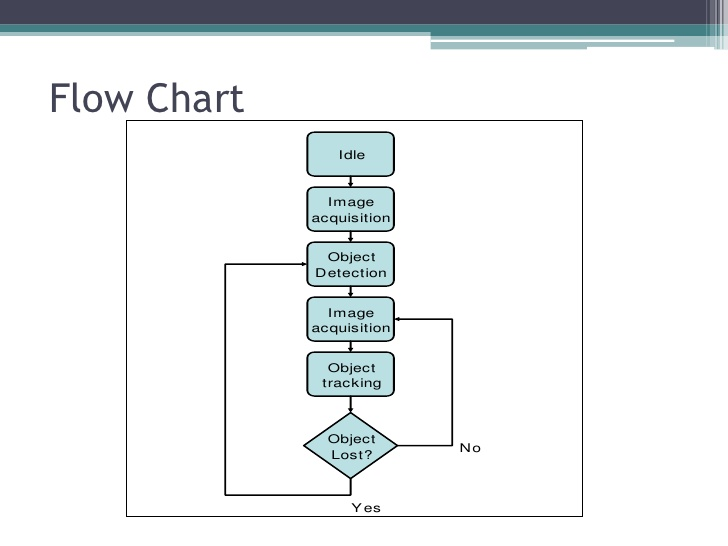 Flow Chart
Idle
Image
acquisition
Object
Detection
Image
acquisition
Object
tracking
Object
Lost?
No
Yes